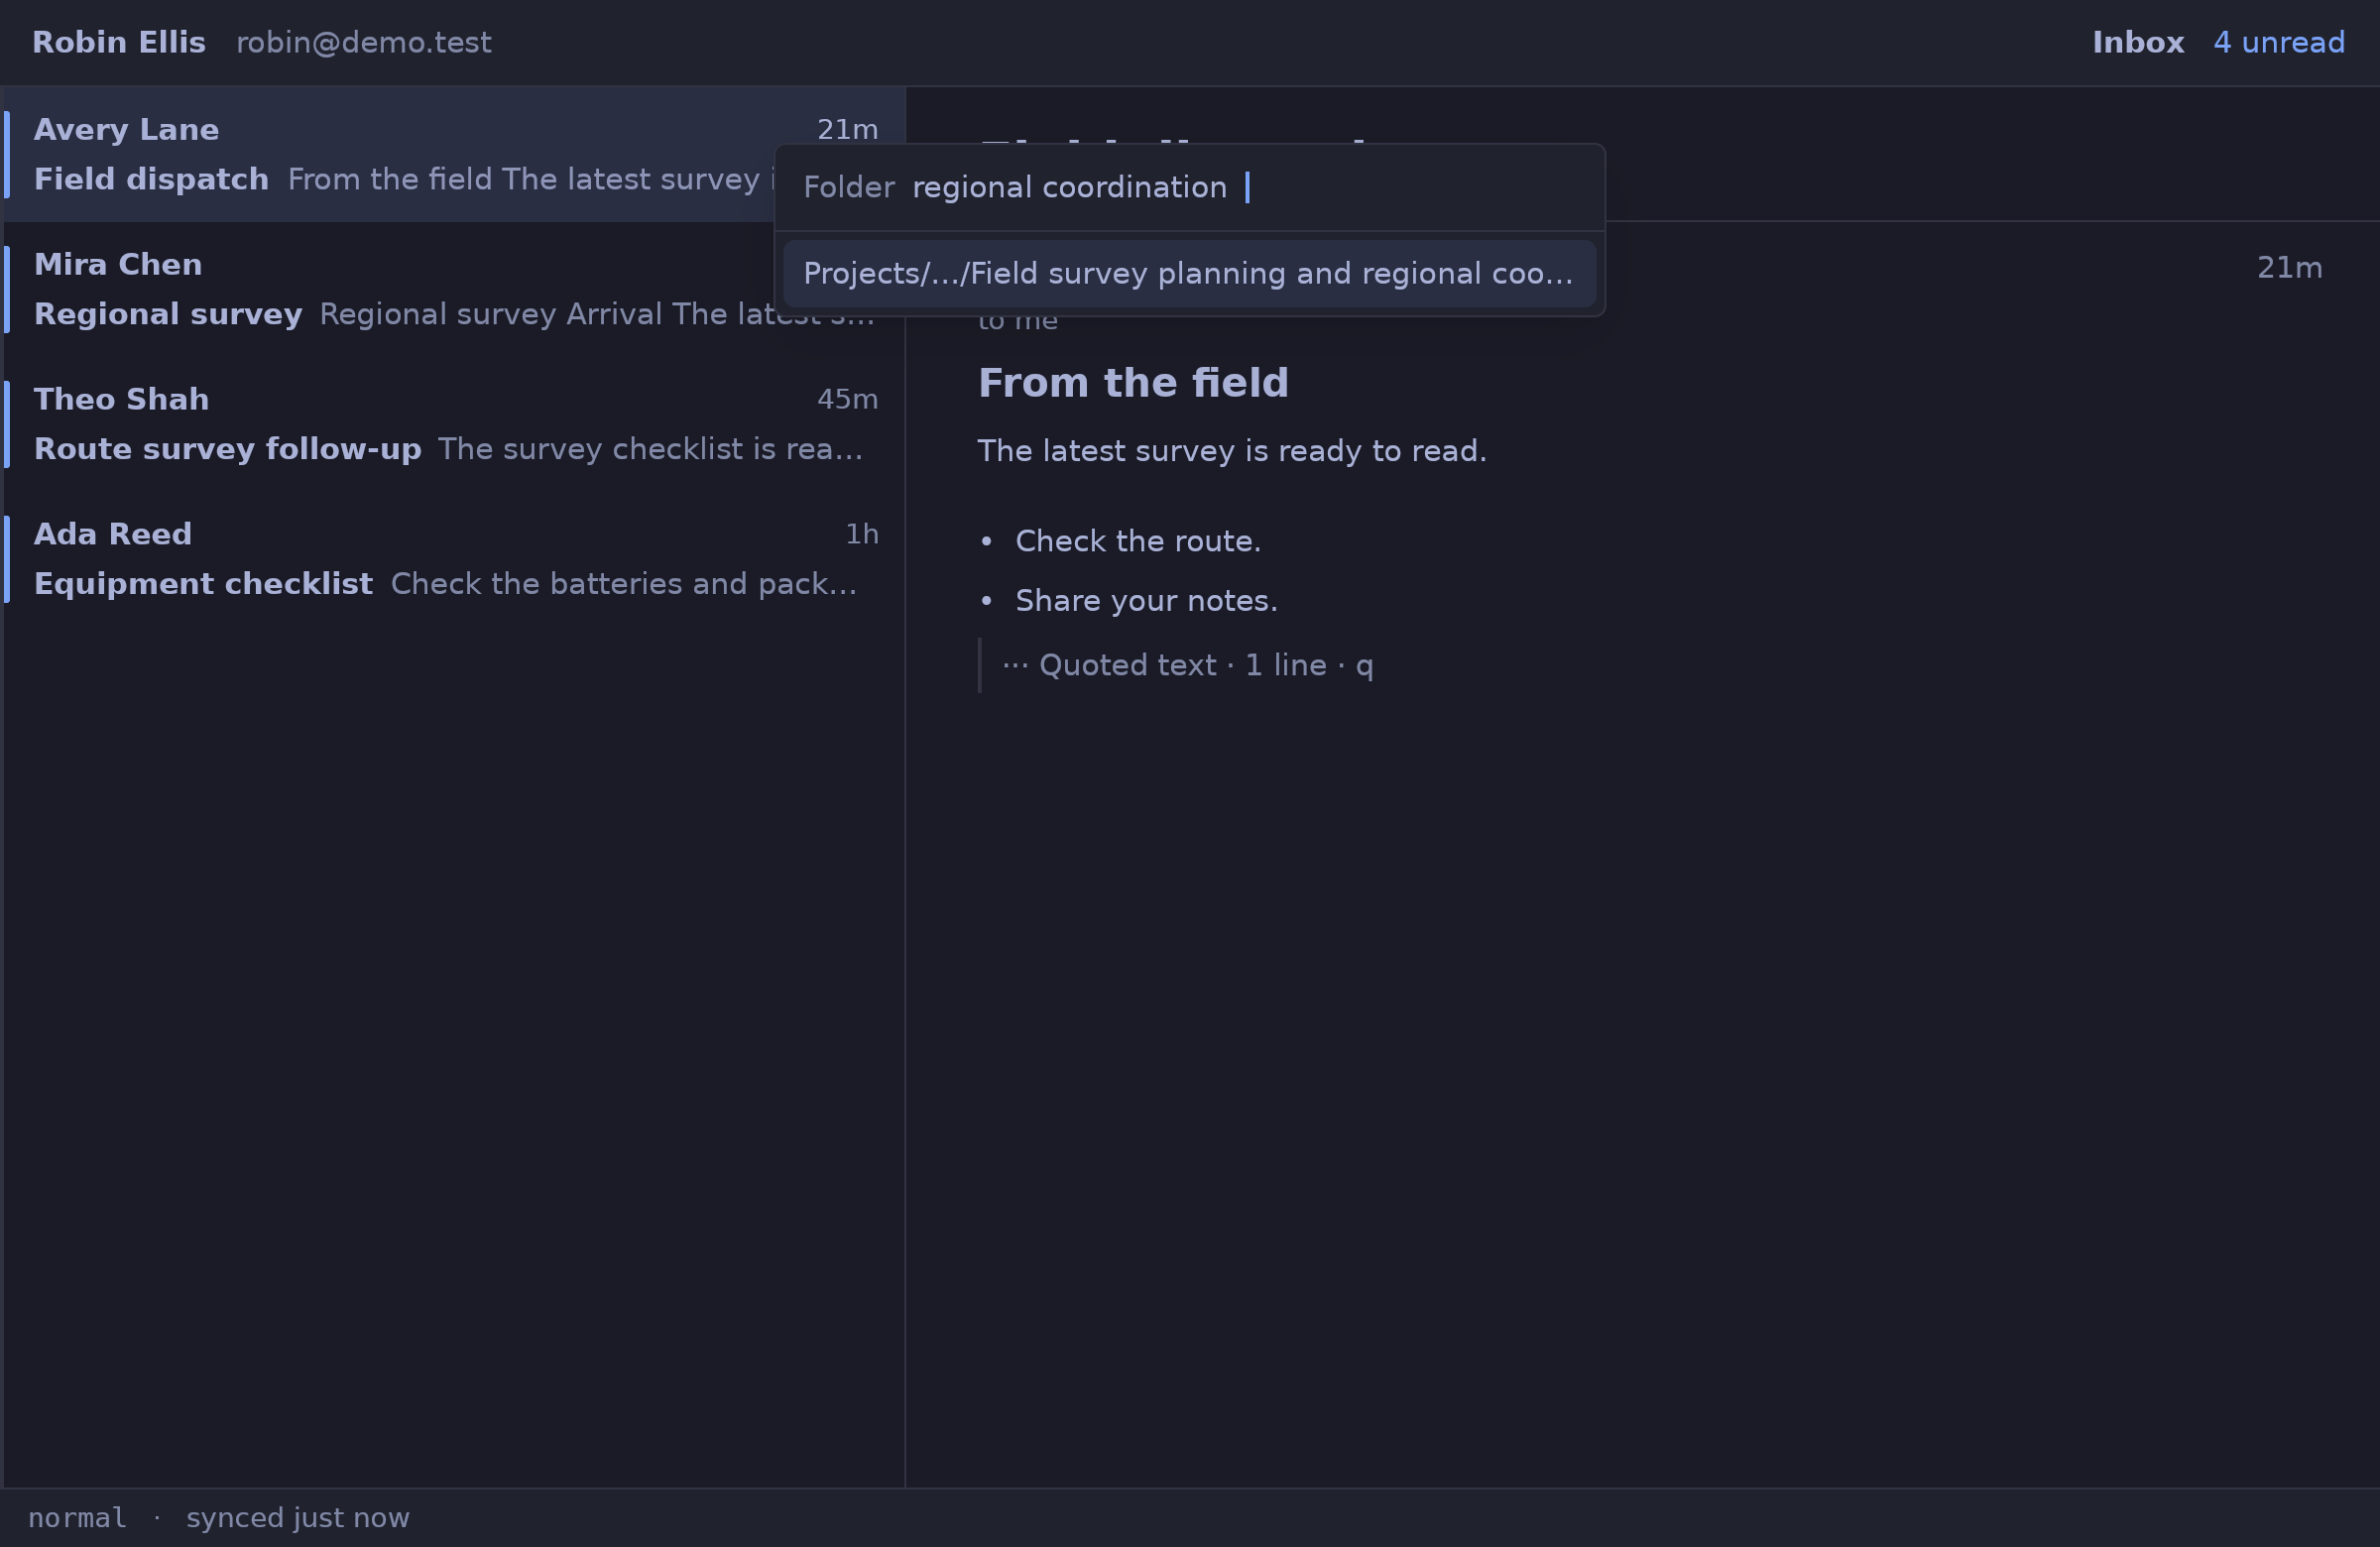 Robin Ellis robin@demo.test Inbox 4 unread
Avery Lane 21m
Field dispatch From the field The latest survey
Folder regional coordination
Projects/.../Field survey planning and regional coo...
Mira Chen
Regional survey Regional survey Arrival The latest s...
21m
to me
Theo Shah 45m
Route survey follow-up The survey checklist is rea...
Ada Reed 1h
Equipment checklist Check the batteries and pack...
From the field
The latest survey is ready to read.
• Check the route.
• Share your notes.
··· Quoted text · 1 line · q
normal · synced just now